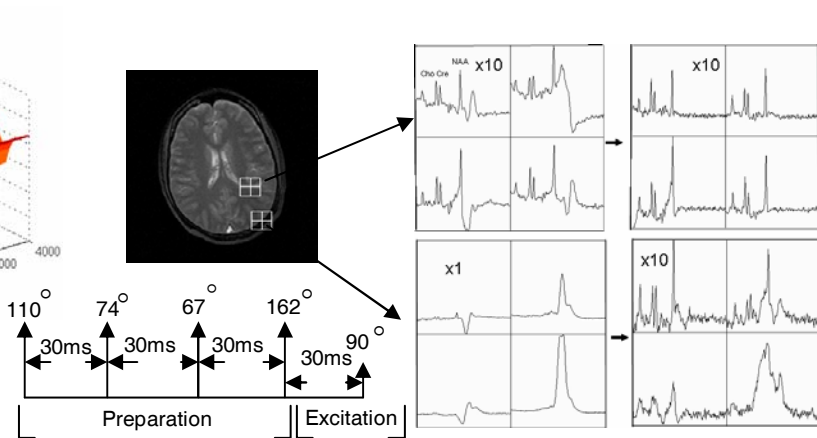 4000
000
Cho Cre
NAA
x10
x10
x1
x10
110°
74°
67°
162°
90°
30ms
30ms
30ms
30ms
Preparation
Excitation